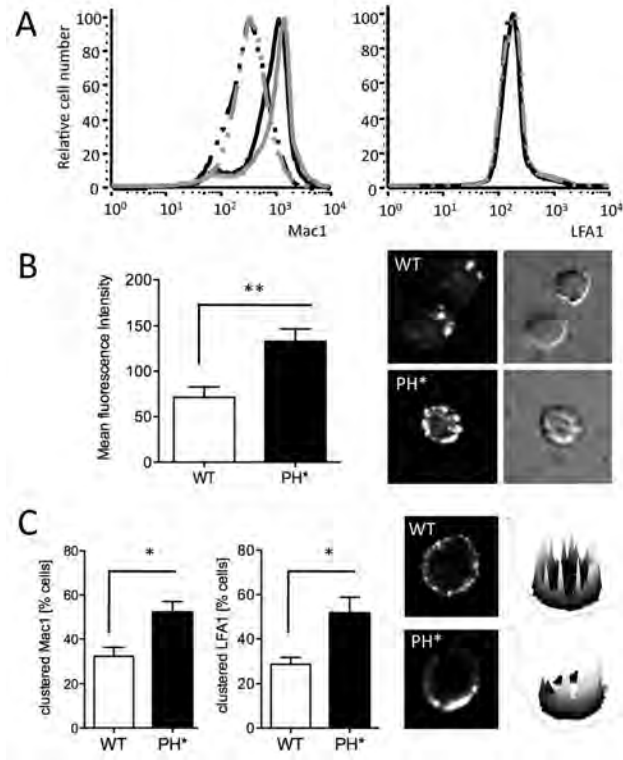 A
Relative cell number
100
80
60
40
20
0
10⁰ 10¹ 10² 10³ 10⁴
Mac1
100
80
60
40
20
0
10⁰ 10¹ 10² 10³ 10⁴
LFA1
B
Mean fluorescence Intensity
200
150
100
50
0
**
WT PH*
WT
PH*
C
clustered Mac1 [% cells]
80
60
40
20
0
*
WT PH*
clustered LFA1 [% cells]
80
60
40
20
0
*
WT PH*
WT
PH*